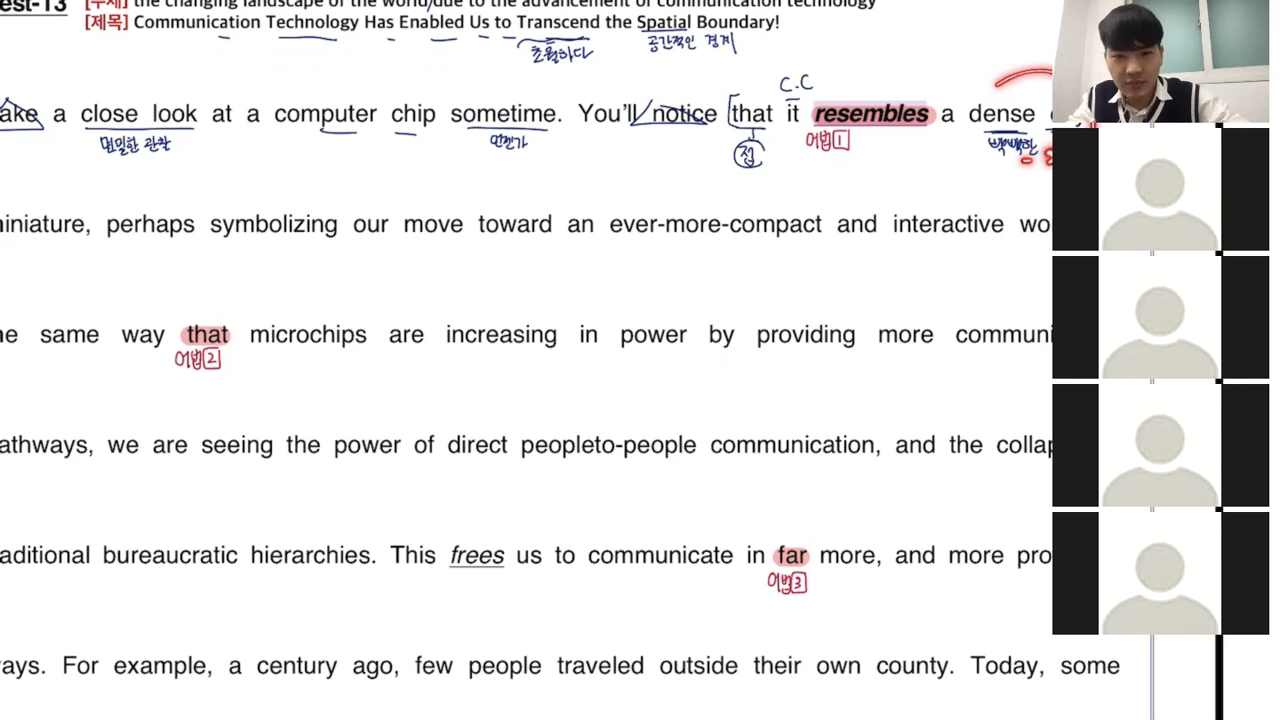 est-13 [주제] the changing landscape of the world/due to the advancement of communication technology
[제목] Communication Technology Has Enabled Us to Transcend the Spatial Boundary!
초월하다 공간적인 경계
C.C
ake a close look at a computer chip sometime. You'll notice [that it resembles a dense
면밀한 관찰 언젠가 접 어법1 빽빽한
miniature, perhaps symbolizing our move toward an ever-more-compact and interactive wo
he same way that microchips are increasing in power by providing more communi
어법2
athways, we are seeing the power of direct peopleto-people communication, and the collap
aditional bureaucratic hierarchies. This frees us to communicate in far more, and more pro
어법3
ways. For example, a century ago, few people traveled outside their own county. Today, some